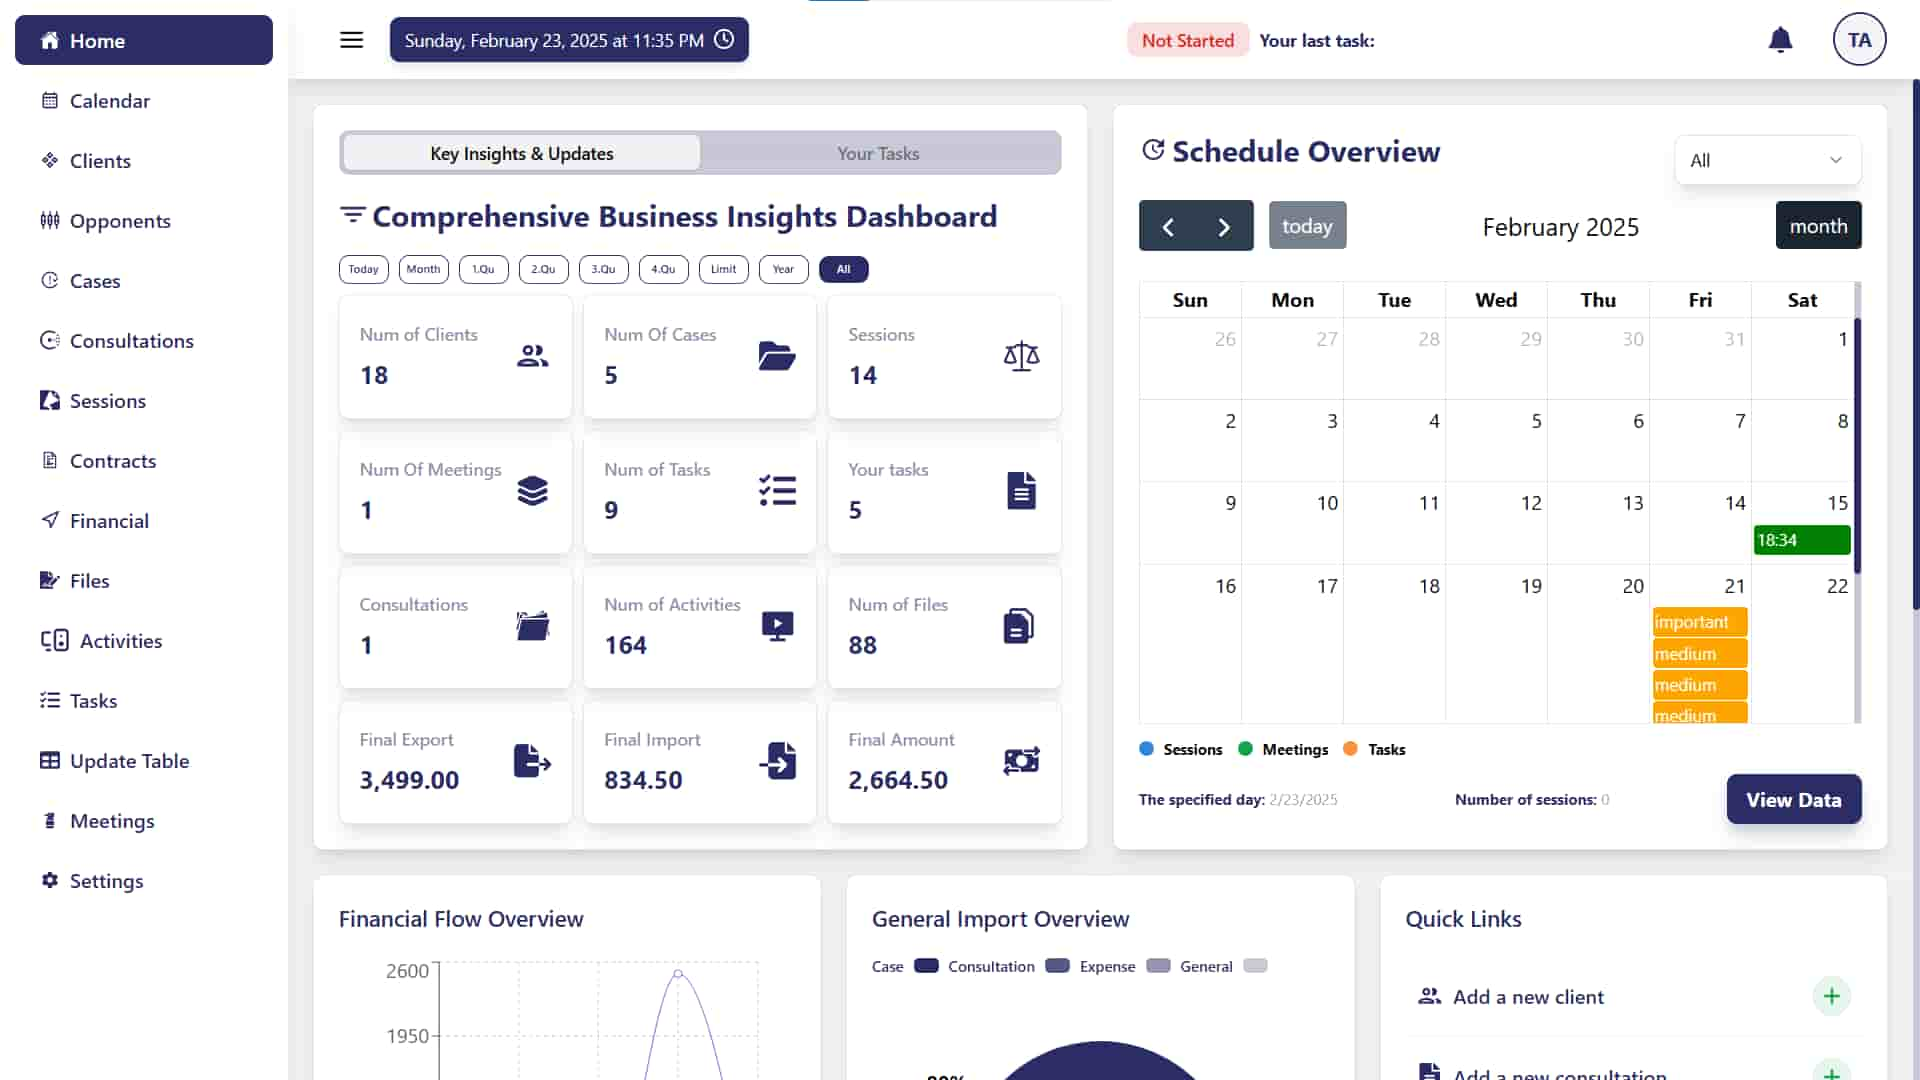 Home
Calendar
Clients
Opponents
Cases
Consultations
Sessions
Contracts
Financial
Files
Activities
Tasks
Update Table
Meetings
Settings
Sunday, February 23, 2025 at 11:35 PM
Not Started Your last task:
TA
Key Insights & Updates Your Tasks
Comprehensive Business Insights Dashboard
Today Month 1.Qu 2.Qu 3.Qu 4.Qu Limit Year All
Num of Clients
18
Num Of Cases
5
Sessions
14
Num Of Meetings
1
Num of Tasks
9
Your tasks
5
Consultations
1
Num of Activities
164
Num of Files
88
Final Export
3,499.00
Final Import
834.50
Final Amount
2,664.50
Schedule Overview
All
today
February 2025
month
Sun Mon Tue Wed Thu Fri Sat
26 27 28 29 30 31 1
2 3 4 5 6 7 8
9 10 11 12 13 14 15
18:34
16 17 18 19 20 21 22
important
medium
medium
medium
Sessions Meetings Tasks
The specified day: 2/23/2025
Number of sessions: 0
View Data
Financial Flow Overview
2600
1950
General Import Overview
Case Consultation Expense General
Quick Links
Add a new client
Add a new consultation